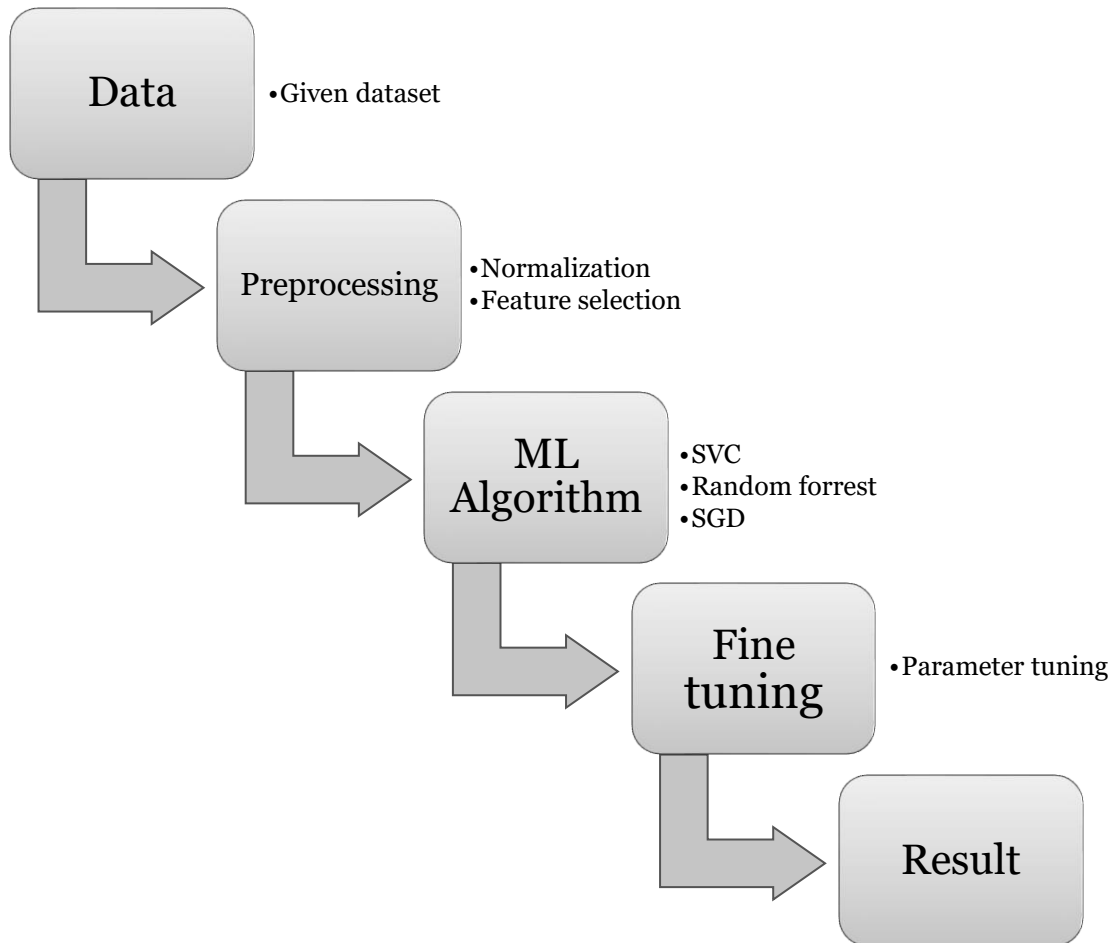 Data
•Given dataset
Preprocessing
•Normalization
•Feature selection
ML
Algorithm
•SVC
•Random forrest
•SGD
Fine
tuning
•Parameter tuning
Result